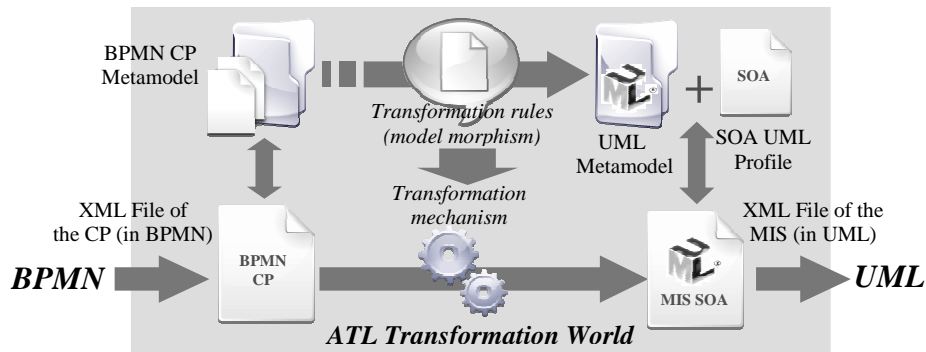 BPMN CP
Metamodel
Transformation rules
(model morphism)
UML
®
UML
Metamodel
+
SOA
SOA UML
Profile
Transformation
mechanism
XML File of
the CP (in BPMN)
XML File of the
MIS (in UML)
BPMN
BPMN
CP
UML
®
MIS SOA
UML
ATL Transformation World